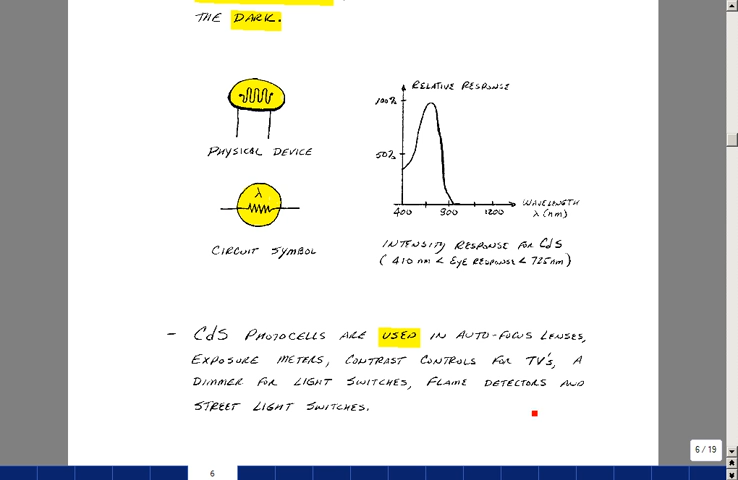 THE DARK.
RELATIVE RESPONSE
100%
50%
PHYSICAL DEVICE
400 800 1200
WAVELENGTH
λ (nm)
λ
CIRCUIT SYMBOL
INTENSITY RESPONSE FOR CdS
( 410 nm < EYE RESPONSE < 725 nm )
- CdS PHOTOCELLS ARE USED IN AUTO-FOCUS LENSES,
EXPOSURE METERS, CONTRAST CONTROLS FOR TV'S, A
DIMMER FOR LIGHT SWITCHES, FLAME DETECTORS AND
STREET LIGHT SWITCHES.
6 / 19
6